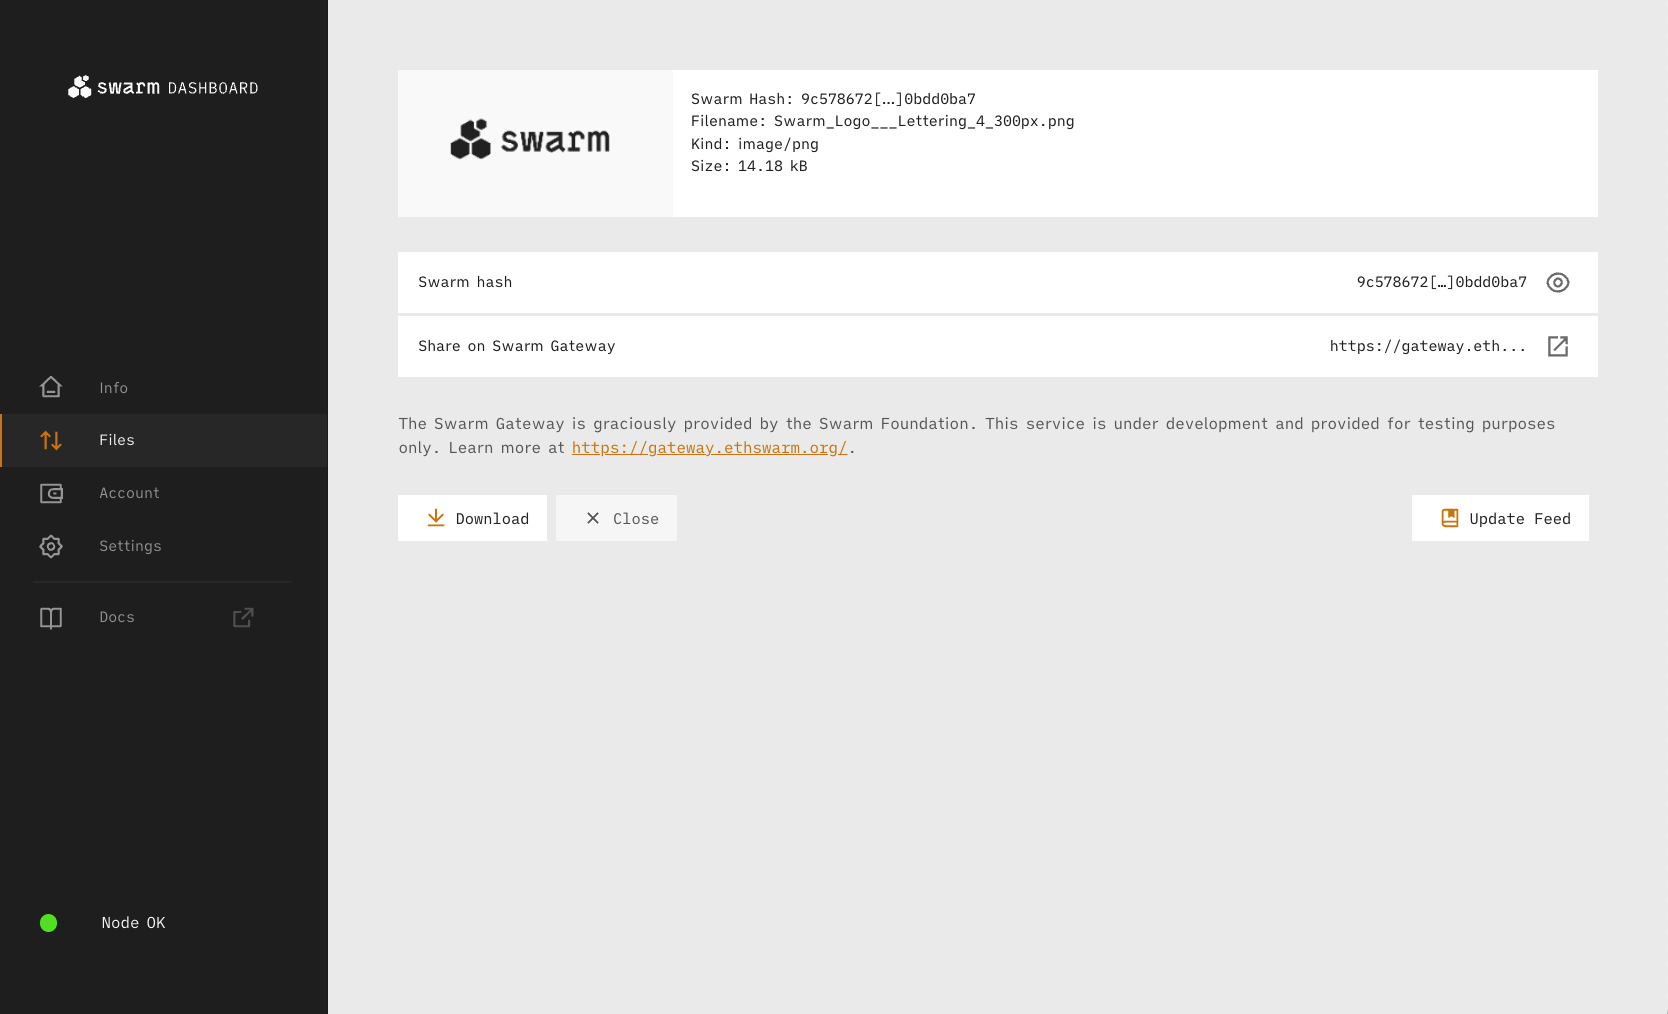 swarm DASHBOARD
Info
Files
Account
Settings
Docs
Node OK
swarm
Swarm Hash: 9c578672[…]0bdd0ba7
Filename: Swarm_Logo___Lettering_4_300px.png
Kind: image/png
Size: 14.18 kB
Swarm hash 9c578672[…]0bdd0ba7
Share on Swarm Gateway https://gateway.eth...
The Swarm Gateway is graciously provided by the Swarm Foundation. This service is under development and provided for testing purposes
only. Learn more at https://gateway.ethswarm.org/.
Download Close Update Feed